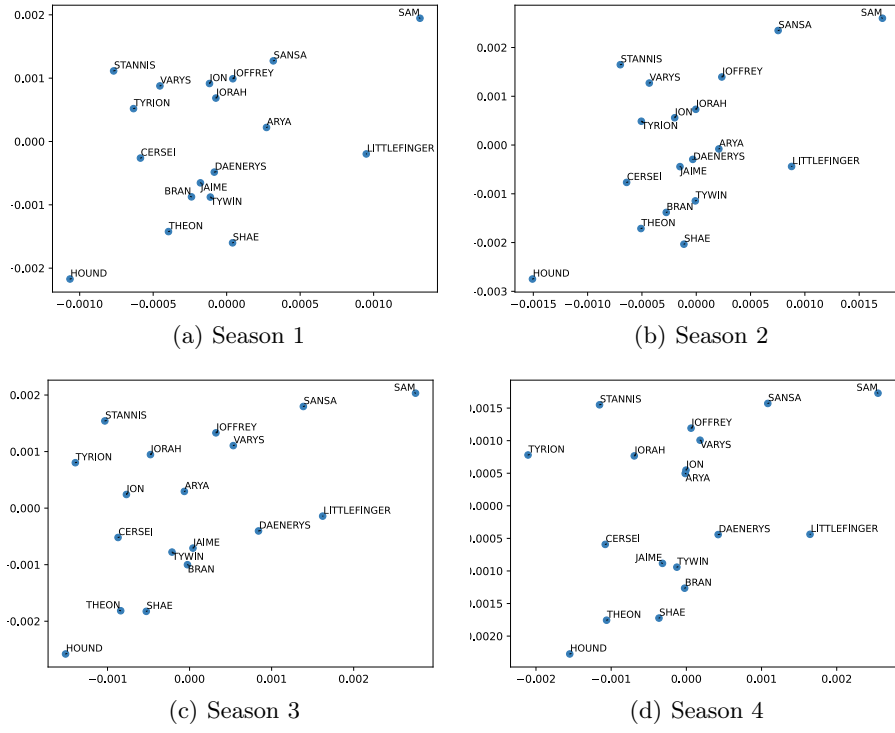 0.002
0.001
0.000
-0.001
-0.002
SAM
SANSA
STANNIS
VARYS
JON
JOFFREY
JORAH
TYRION
ARYA
CERSEI
LITTLEFINGER
DAENERYS
JAIME
BRAN
TYWIN
THEON
SHAE
HOUND
−0.0010
−0.0005
0.0000
0.0005
0.0010
(a) Season 1
0.002
0.001
0.000
-0.001
-0.002
-0.003
SAM
SANSA
STANNIS
JOFFREY
VARYS
JORAH
JON
TYRION
ARYA
DAENERYS
LITTLEFINGER
JAIME
CERSEI
TYWIN
BRAN
THEON
SHAE
HOUND
−0.0015
−0.0010
−0.0005
0.0000
0.0005
0.0010
0.0015
(b) Season 2
0.002
0.001
0.000
-0.001
-0.002
SAM
SANSA
STANNIS
JOFFREY
VARYS
JORAH
TYRION
ARYA
JON
LITTLEFINGER
DAENERYS
CERSEI
JAIME
TYWIN
BRAN
THEON
SHAE
HOUND
−0.001
0.000
0.001
0.002
(c) Season 3
.0015
.0010
.0005
.0000
.0005
.0010
.0015
.0020
SAM
SANSA
STANNIS
JOFFREY
VARYS
TYRION
JORAH
JON
ARYA
DAENERYS
LITTLEFINGER
CERSEI
JAIME
TYWIN
BRAN
THEON
SHAE
HOUND
−0.002
−0.001
0.000
0.001
0.002
(d) Season 4